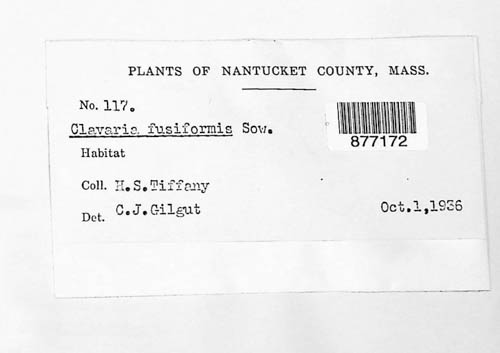 PLANTS OF NANTUCKET COUNTY, MASS.
No. 117.
Clavaria fusiformis Sow.
877172
Habitat
Coll. H.S.Tiffany
Det. C.J.Gilgut
Oct.1,1936